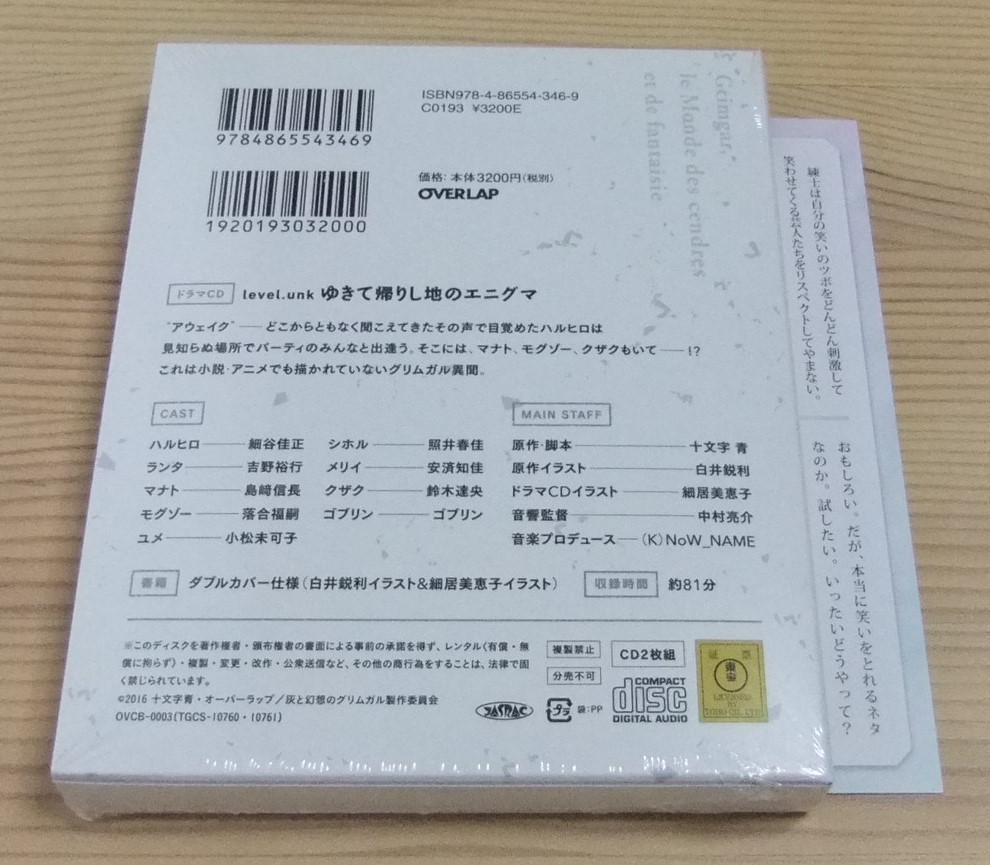 ISBN978-4-86554-346-9
C0193 ¥3200E
9784865543469
価格：本体3200円(税別)
OVERLAP
1920193032000
Grimgar,
le Monde des cendres
et de fantaisie
ドラマCD level.unk ゆきて帰りし地のエニグマ
“アウェイク”──どこからともなく聞こえてきたその声で目覚めたハルヒロは
見知らぬ場所でパーティのみんなと出逢う。そこには、マナト、モグゾー、クザクもいて──!?
これは小説・アニメでも描かれていないグリムガル異聞。
CAST
ハルヒロ──細谷佳正
ランタ──吉野裕行
マナト──島﨑信長
モグゾー──落合福嗣
ユメ──小松未可子
シホル──照井春佳
メリイ──安済知佳
クザク──鈴木達央
ゴブリン──ゴブリン
MAIN STAFF
原作・脚本──十文字 青
原作イラスト──白井鋭利
ドラマCDイラスト──細居美恵子
音響監督──中村亮介
音楽プロデュース──(K)NoW_NAME
書籍 ダブルカバー仕様（白井鋭利イラスト&細居美恵子イラスト） 収録時間 約81分
※このディスクを著作権者・頒布権者の書面による事前の承諾を得ず、レンタル(有償・無
償に拘らず)・複製・変更・改作・公衆送信など、その他の商行為をすることは、法律で固
く禁じられています。
©2016 十文字青・オーバーラップ／灰と幻想のグリムガル製作委員会
OVCB-0003〔TGCS-10760・10761〕
複製禁止
分売不可
CD2枚組
JASRAC
プラ 袋:PP
COMPACT
disc
DIGITAL AUDIO
証票
東宝
LICENSED
BY
TOHO CO.,LTD
練士は自分の笑いのツボをどんどん刺激して
笑わせてくる芸人たちをリスペクトしてやまない。
おもしろい。だが、本当に笑いをとれるネタ
なのか。試したい。いったいどうやって？